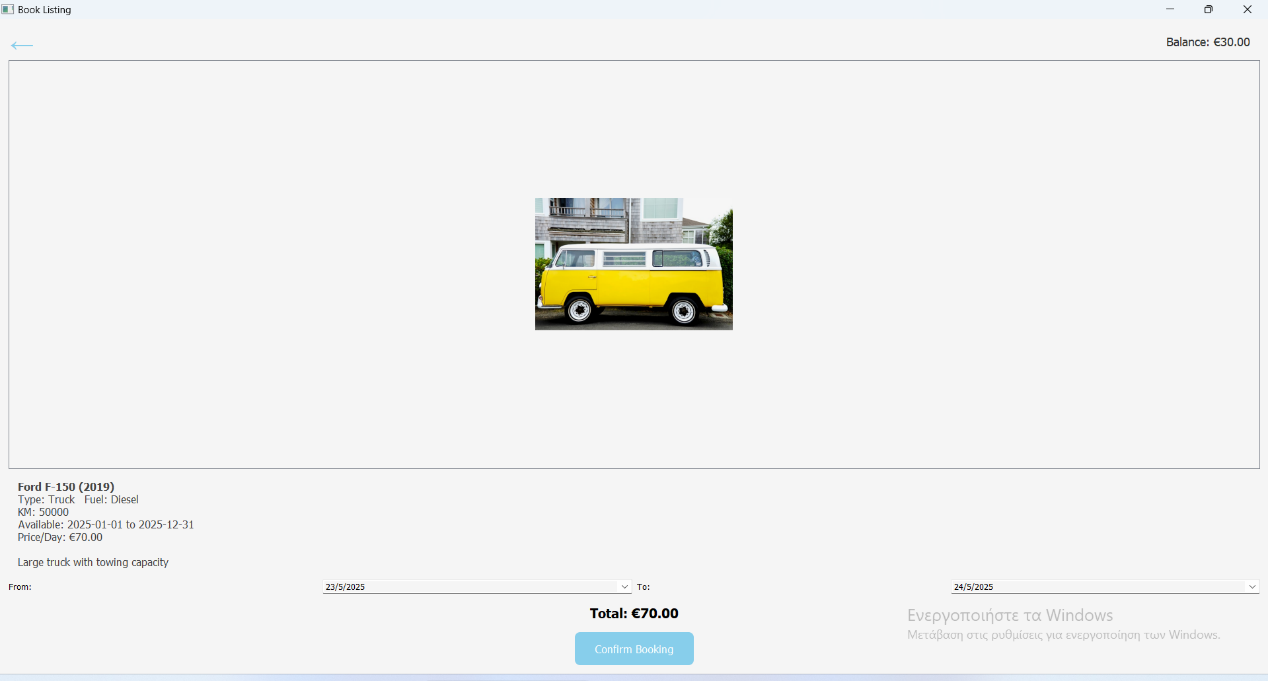 Book Listing
Balance: €30.00
Ford F-150 (2019)
Type: Truck Fuel: Diesel
KM: 50000
Available: 2025-01-01 to 2025-12-31
Price/Day: €70.00
Large truck with towing capacity
From: 23/5/2025 To: 24/5/2025
Total: €70.00
Ενεργοποιήστε τα Windows
Μετάβαση στις ρυθμίσεις για ενεργοποίηση των Windows.
Confirm Booking